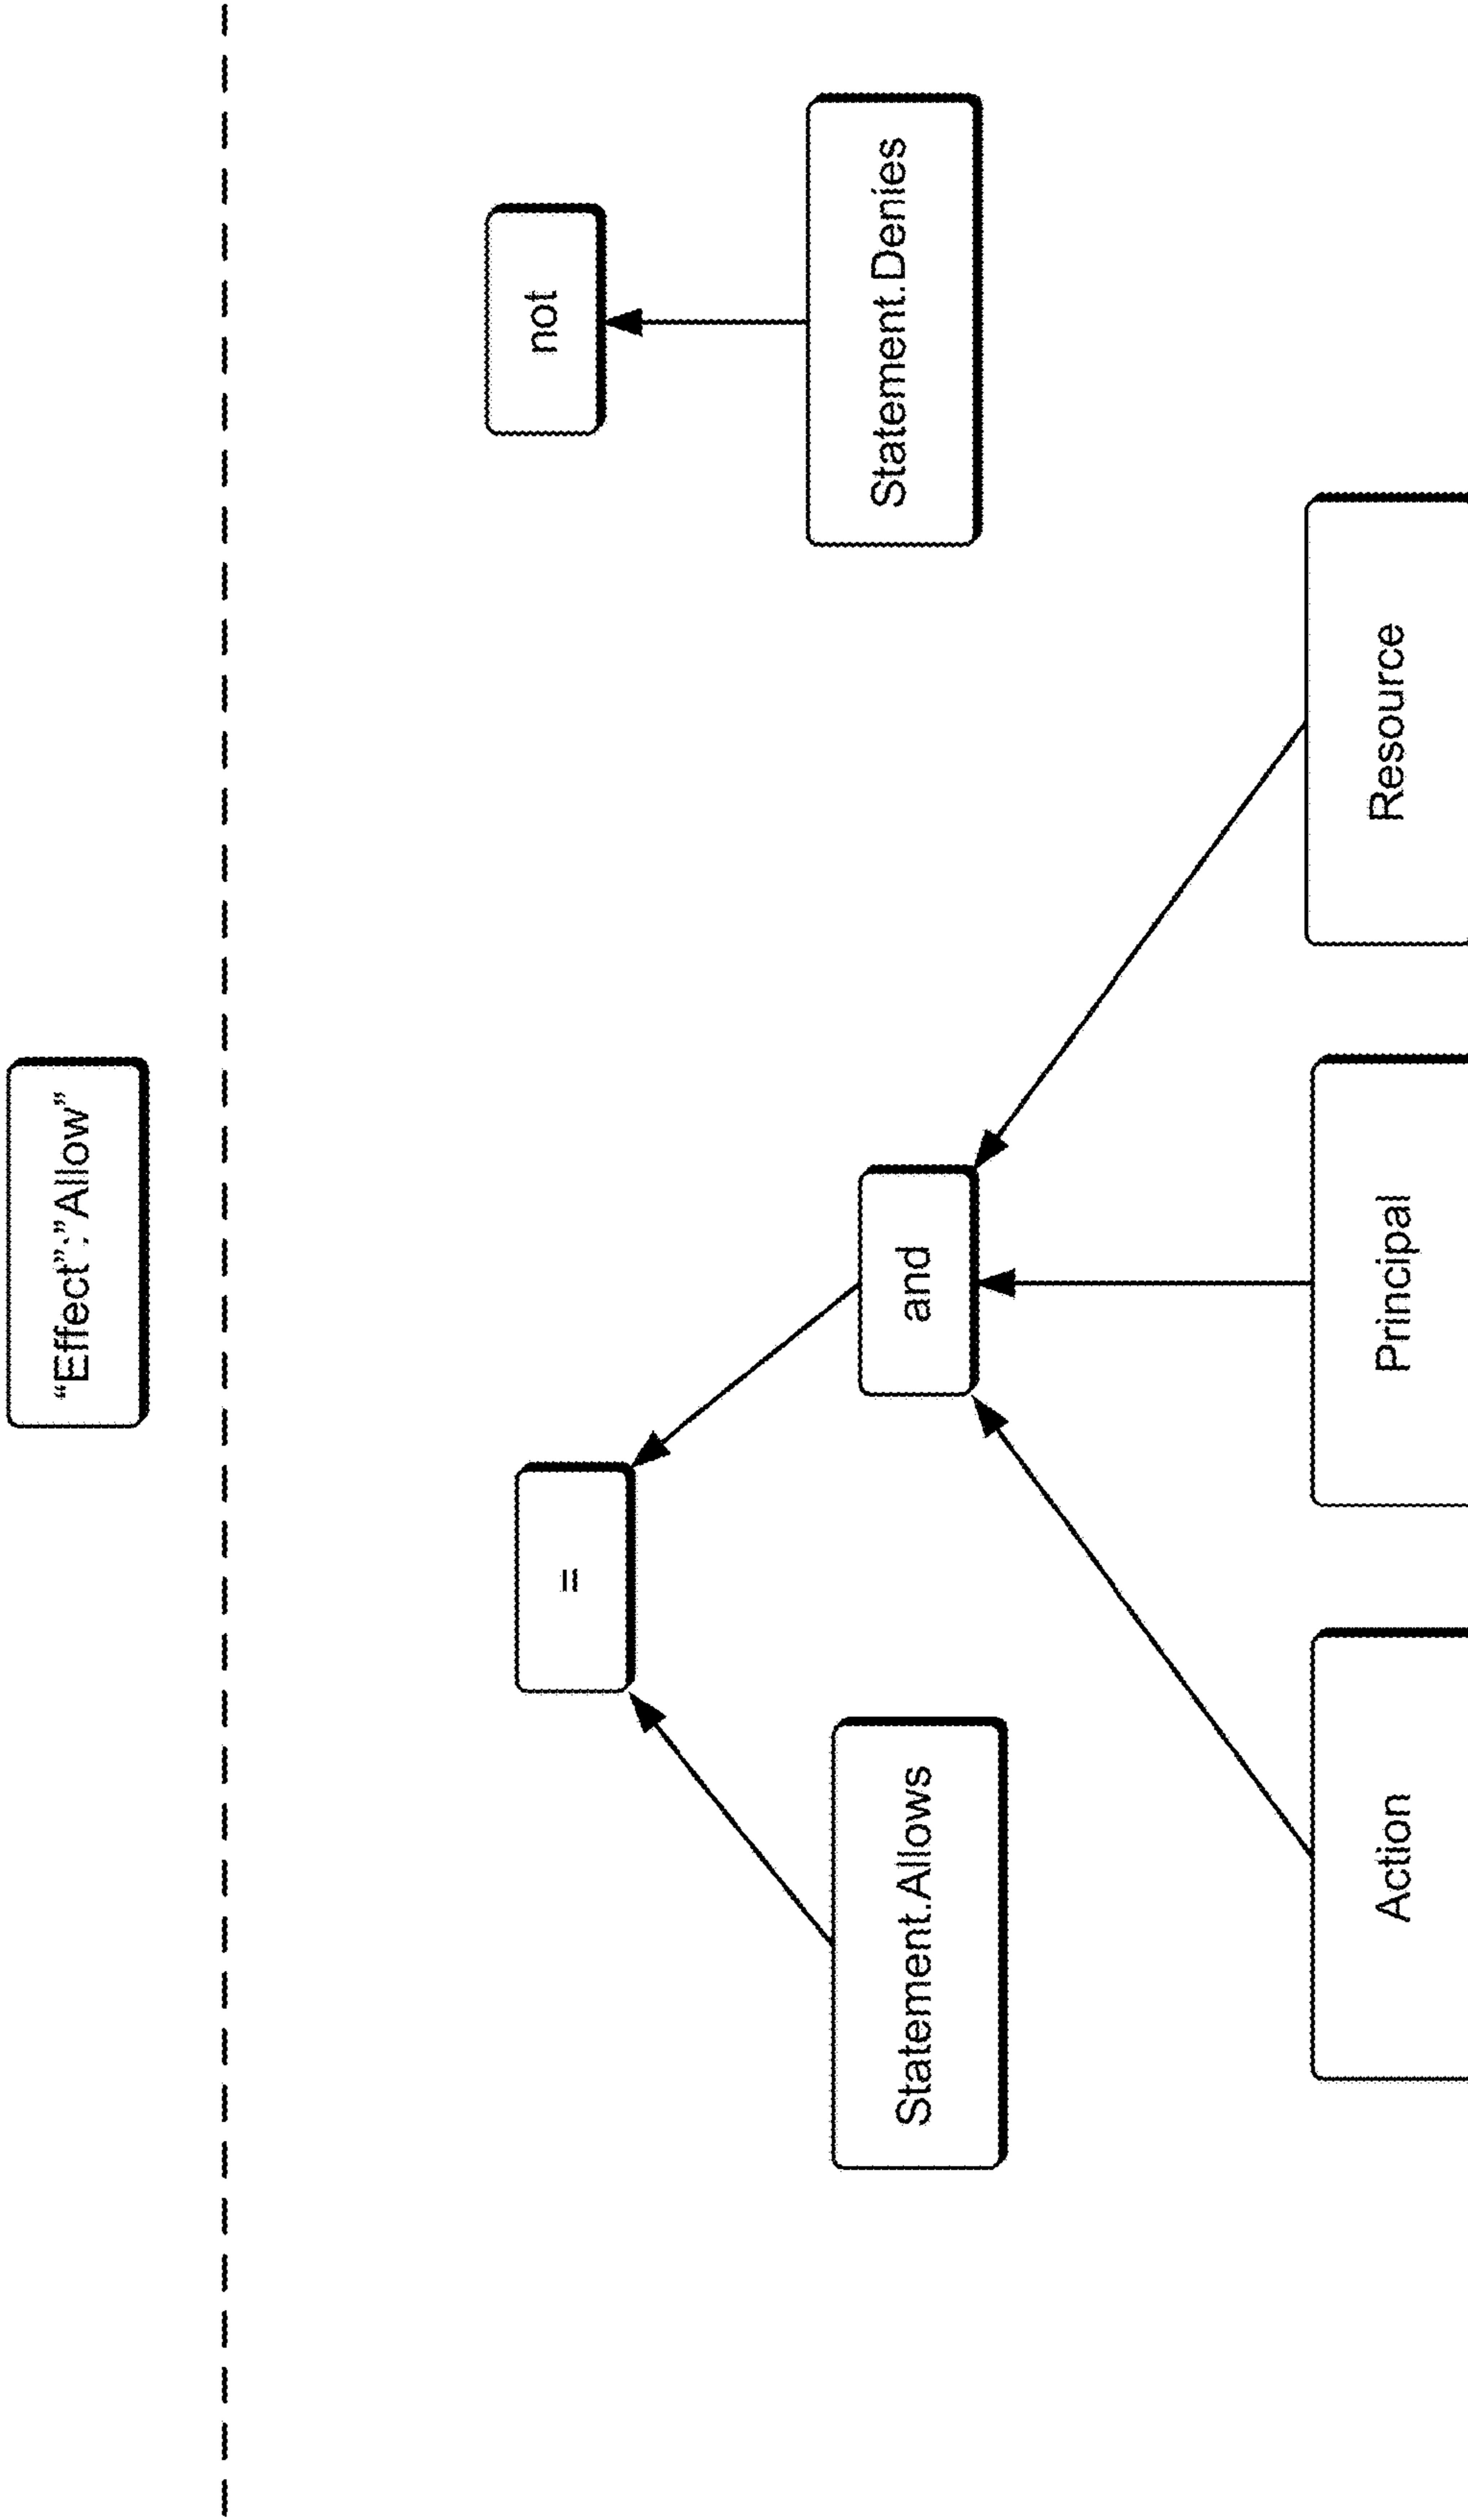 “Effect”:”Allow”
=
not
Statement.Allows
and
Statement.Denies
Action
Principal
Resource